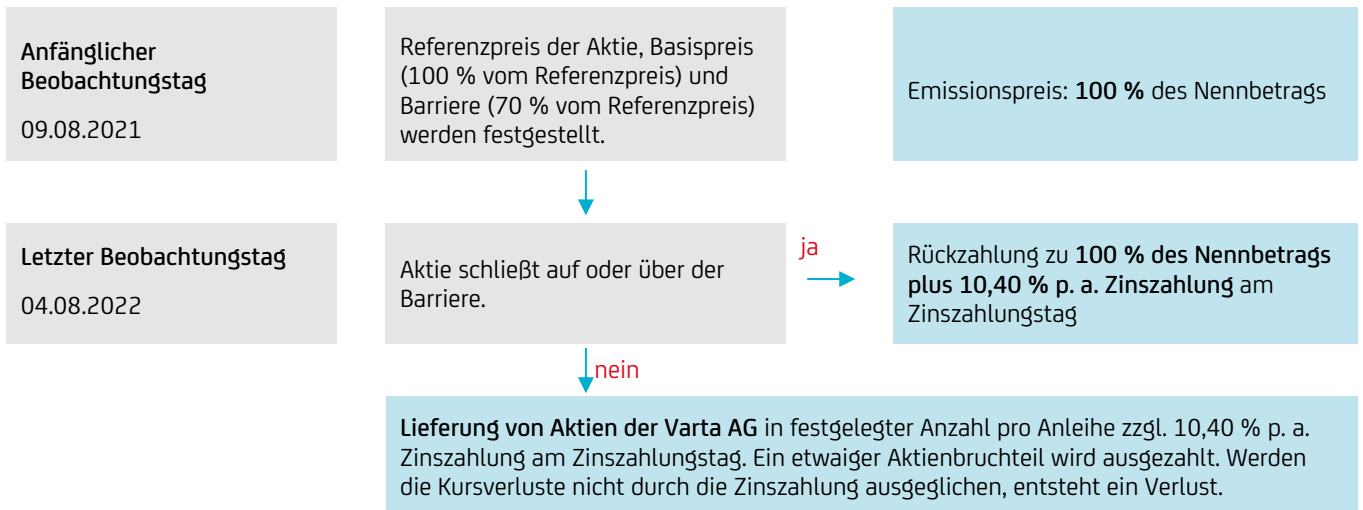 Anfänglicher
Beobachtungstag
09.08.2021
Referenzpreis der Aktie, Basispreis
(100 % vom Referenzpreis) und
Barriere (70 % vom Referenzpreis)
werden festgestellt.
Emissionspreis: 100 % des Nennbetrags
Letzter Beobachtungstag
04.08.2022
Aktie schließt auf oder über der
Barriere.
ja
Rückzahlung zu 100 % des Nennbetrags
plus 10,40 % p. a. Zinszahlung am
Zinszahlungstag
nein
Lieferung von Aktien der Varta AG in festgelegter Anzahl pro Anleihe zzgl. 10,40 % p. a.
Zinszahlung am Zinszahlungstag. Ein etwaiger Aktienbruchteil wird ausgezahlt. Werden
die Kursverluste nicht durch die Zinszahlung ausgeglichen, entsteht ein Verlust.